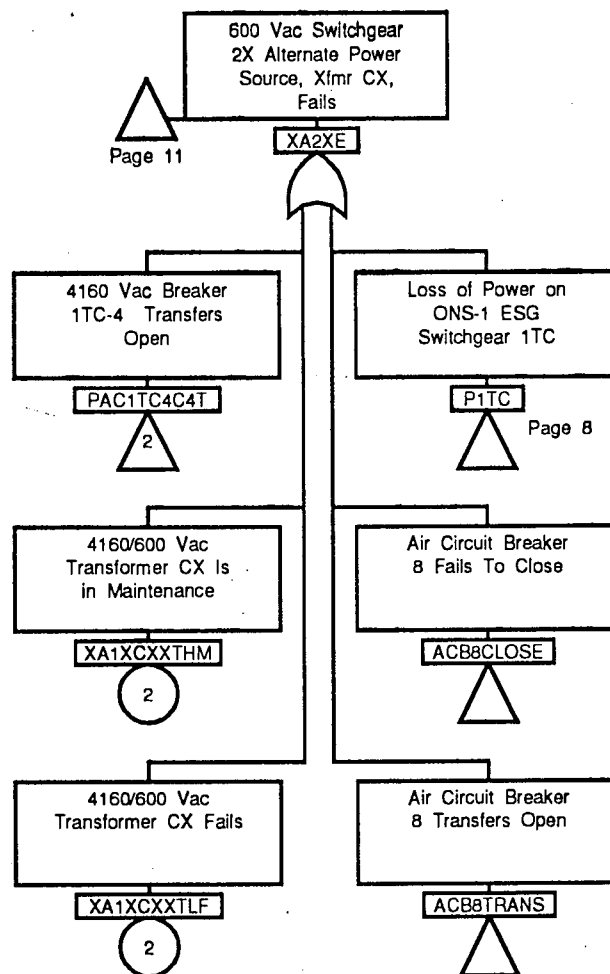 600 Vac Switchgear
2X Alternate Power
Source, Xfmr CX,
Fails
Page 11
XA2XE
4160 Vac Breaker
1TC-4 Transfers
Open
PAC1TC4C4T
2
Loss of Power on
ONS-1 ESG
Switchgear 1TC
P1TC
Page 8
4160/600 Vac
Transformer CX Is
in Maintenance
XA1XCXXTHM
2
Air Circuit Breaker
8 Fails To Close
ACB8CLOSE
4160/600 Vac
Transformer CX Fails
XA1XCXXTLF
2
Air Circuit Breaker
8 Transfers Open
ACB8TRANS